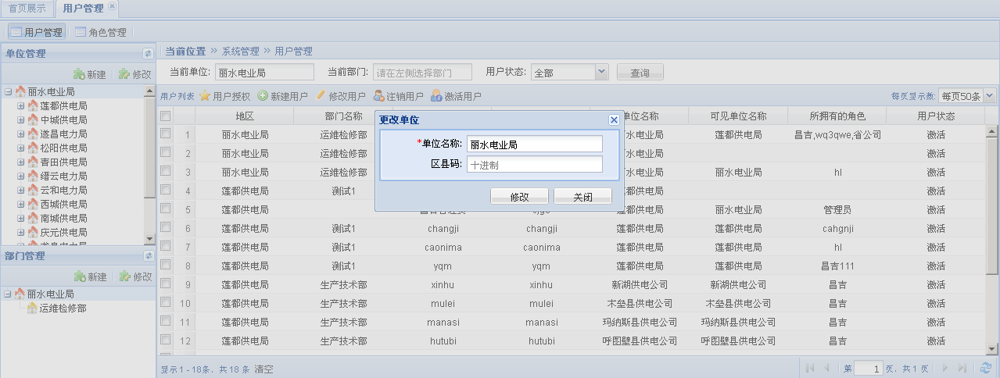 首页展示 用户管理
用户管理 角色管理
单位管理
新建 修改
丽水电业局
莲都供电局
中城供电局
遂昌电力局
松阳供电局
青田供电局
缙云电力局
云和电力局
西城供电局
南城供电局
庆元供电局
部门管理
新建 修改
丽水电业局
运维检修部
当前位置 » 系统管理 » 用户管理
当前单位: 丽水电业局 当前部门: 请在左侧选择部门 用户状态: 全部 查询
用户列表 用户授权 新建用户 修改用户 注销用户 激活用户 每页显示数: 每页50条
地区 部门名称 单位名称 可见单位名称 所拥有的角色 用户状态
1 丽水电业局 运维检修部 水电业局 莲都供电局 昌吉,wq3qwe,省公司 激活
2 丽水电业局 运维检修部 水电业局 激活
3 丽水电业局 运维检修部 水电业局 丽水电业局 hl 激活
4 莲都供电局 测试1 都供电局 激活
5 莲都供电局 莲都供电局 丽水电业局 管理员 激活
6 莲都供电局 测试1 changji changji 莲都供电局 莲都供电局 cahgnji 激活
7 莲都供电局 测试1 caonima caonima 莲都供电局 莲都供电局 hl 激活
8 莲都供电局 测试1 yqm yqm 莲都供电局 莲都供电局 昌吉111 激活
9 莲都供电局 生产技术部 xinhu xinhu 新湖供电公司 新湖供电公司 昌吉 激活
10 莲都供电局 生产技术部 mulei mulei 木垒县供电公司 木垒县供电公司 昌吉 激活
11 莲都供电局 生产技术部 manasi manasi 玛纳斯县供电公司 玛纳斯县供电公司 昌吉 激活
12 莲都供电局 生产技术部 hutubi hutubi 呼图壁县供电公司 呼图壁县供电公司 昌吉 激活
显示 1 - 18条, 共 18 条 清空 第 1 页, 共 1 页
更改单位
*单位名称: 丽水电业局
区县码: 十进制
修改 关闭